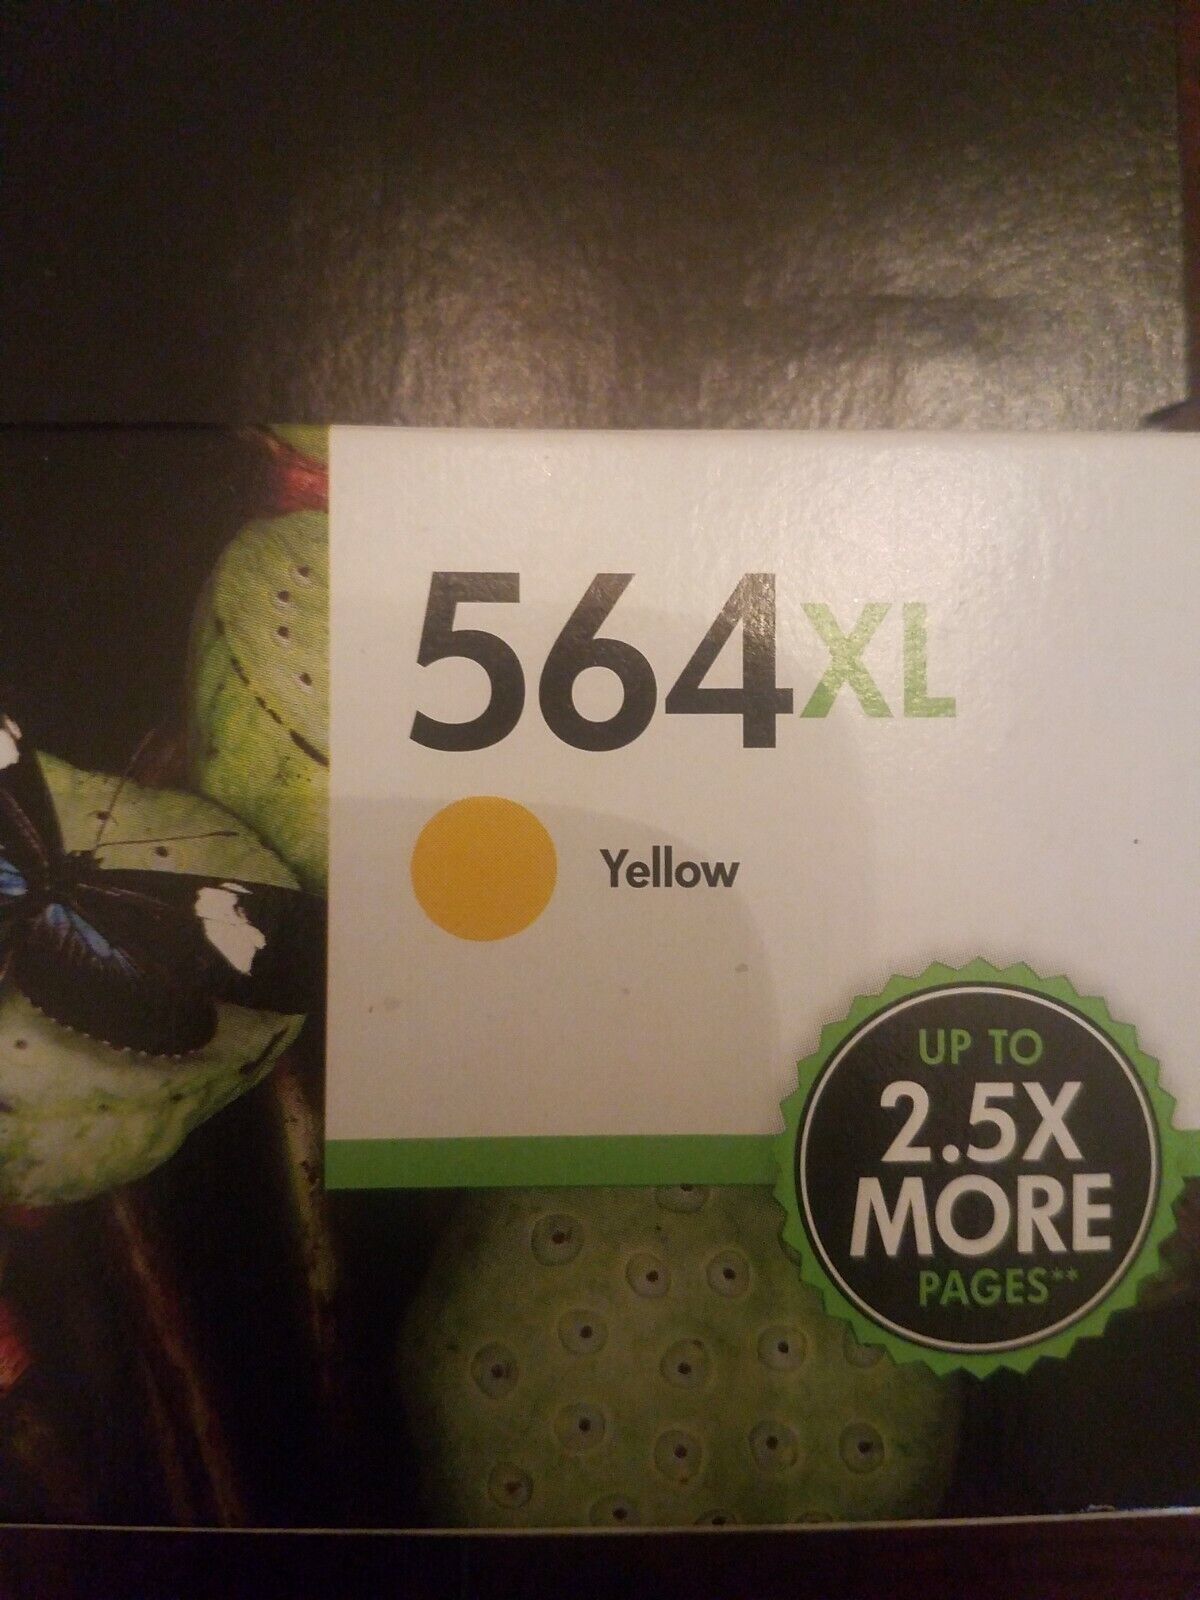 564XL
Yellow
UP TO
2.5X
MORE
PAGES**